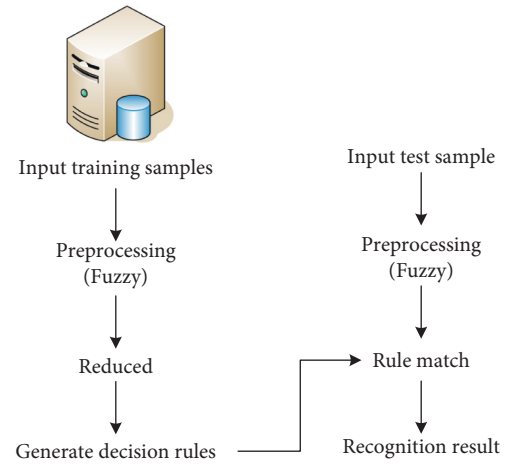 Input training samples
Preprocessing
(Fuzzy)
Reduced
Generate decision rules
Input test sample
Preprocessing
(Fuzzy)
Rule match
Recognition result